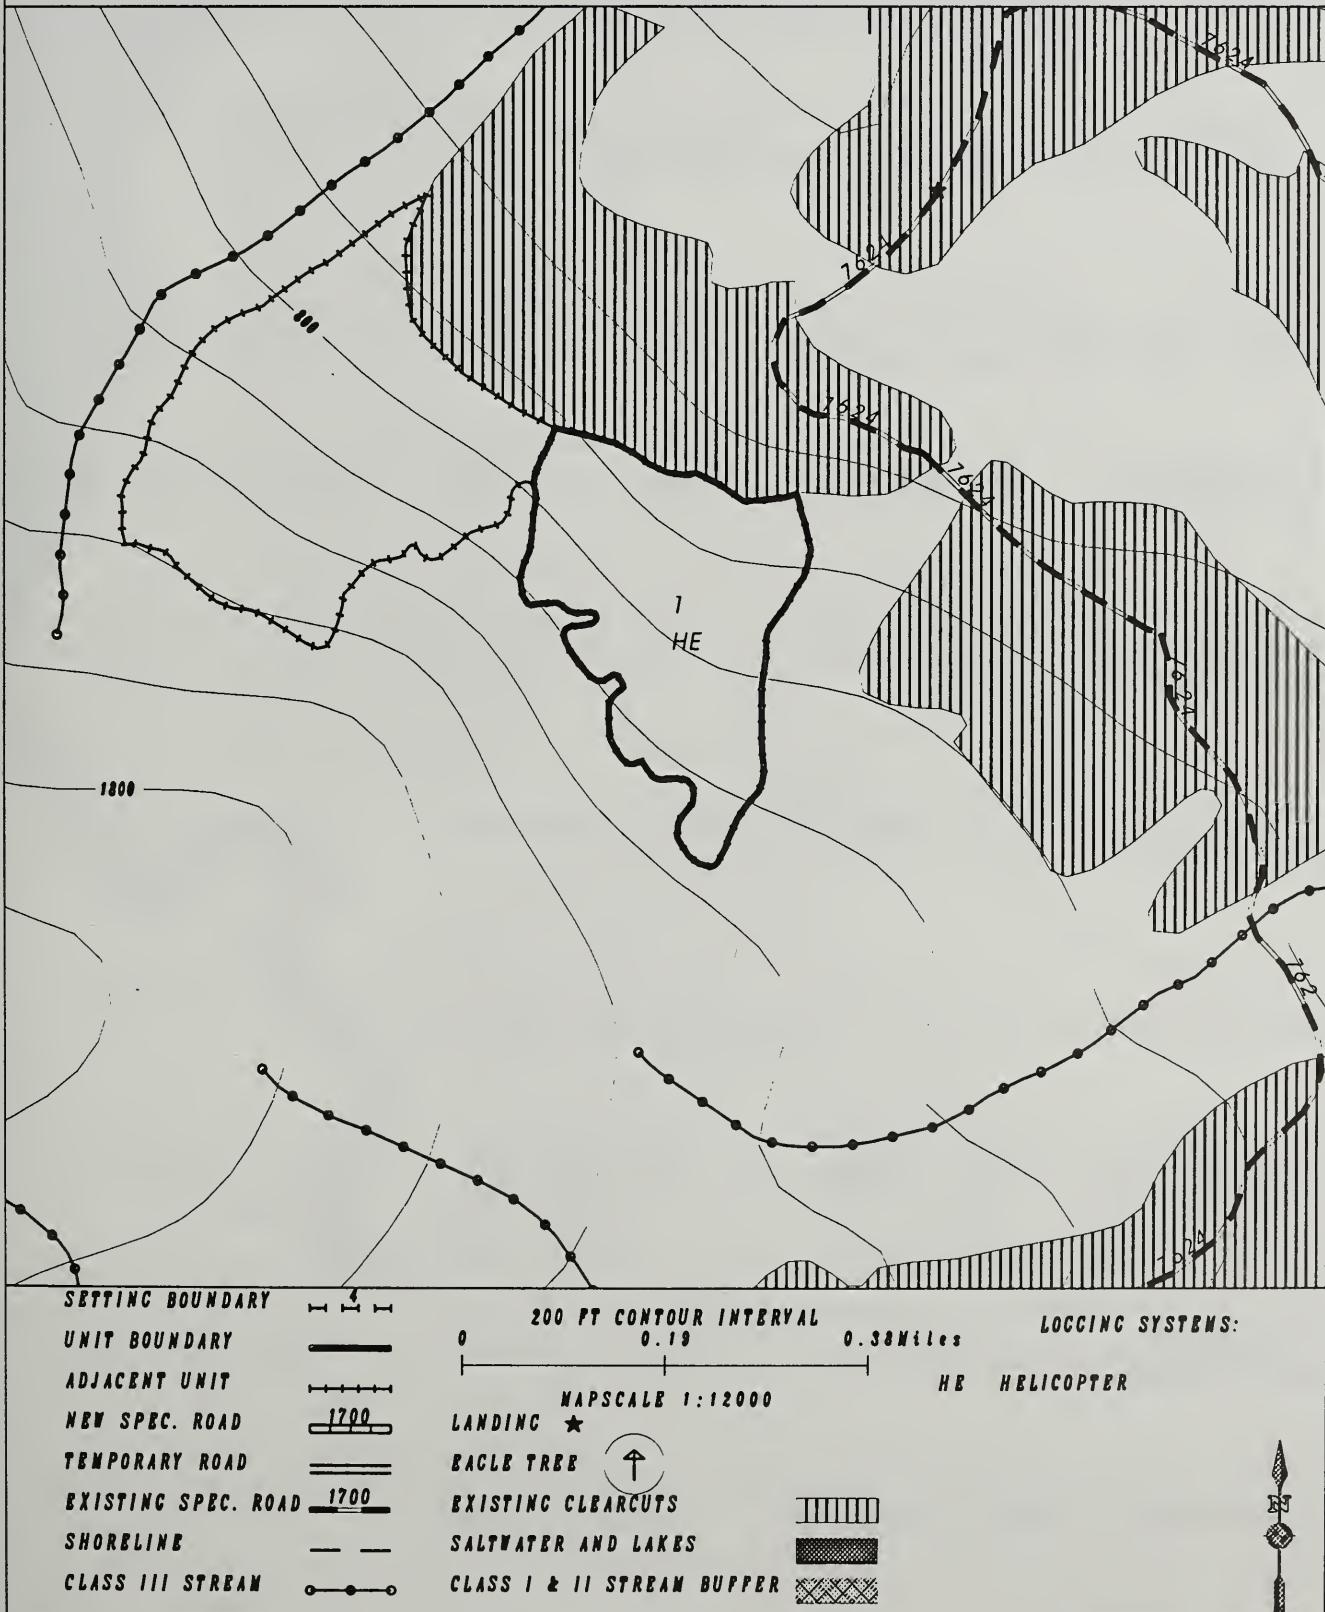 7624
7624
7624
7624
800
1
HE
7624
1800
762
7624
SETTING BOUNDARY 4
UNIT BOUNDARY
ADJACENT UNIT
NEW SPEC. ROAD 1700
TEMPORARY ROAD
EXISTING SPEC. ROAD 1700
SHORELINE
CLASS III STREAM
200 FT CONTOUR INTERVAL
0 0.19 0.38Miles
MAPSCALE 1:12000
LANDING
EAGLE TREE
EXISTING CLEARCUTS
SALTWATER AND LAKES
CLASS I & II STREAM BUFFER
LOGGING SYSTEMS:
HE HELICOPTER
N